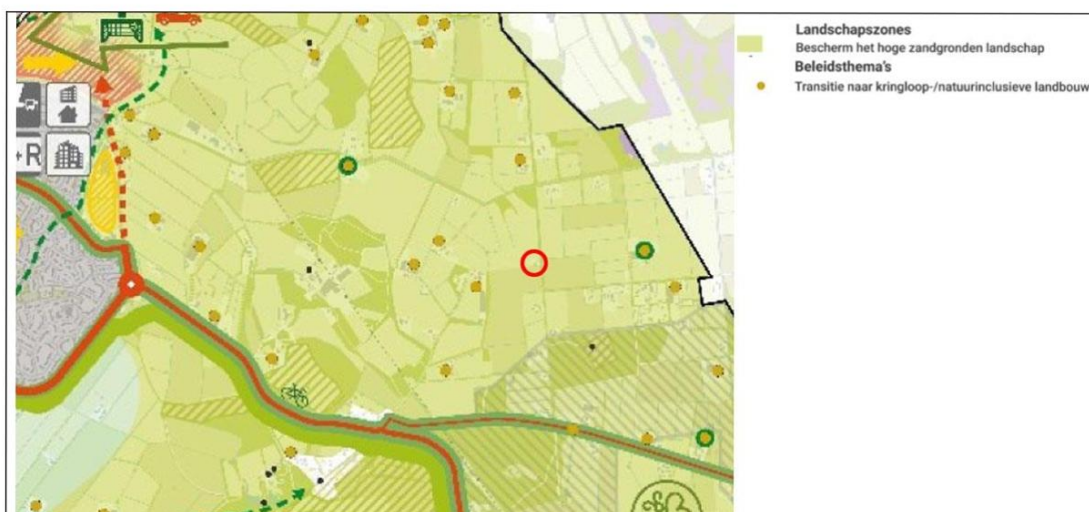 Landschapszones
Bescherm het hoge zandgronden landschap
Beleidsthema's
Transitie naar kringloop-/natuurinclusieve landbouw
+R